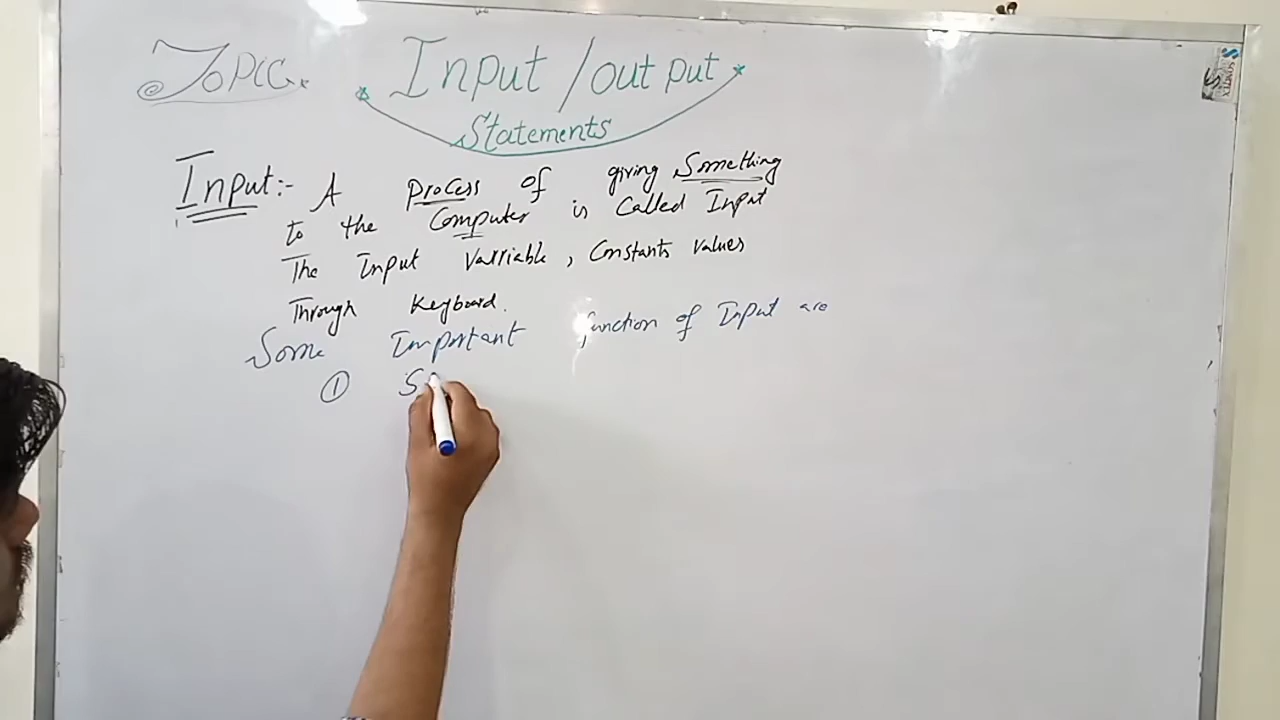 Topic
Input/output
Statements
Input:- A process of giving Something
to the Computer is Called Input
The Input Varriable, Constants values
Through Keyboard.
Some Important function of Input are
① S